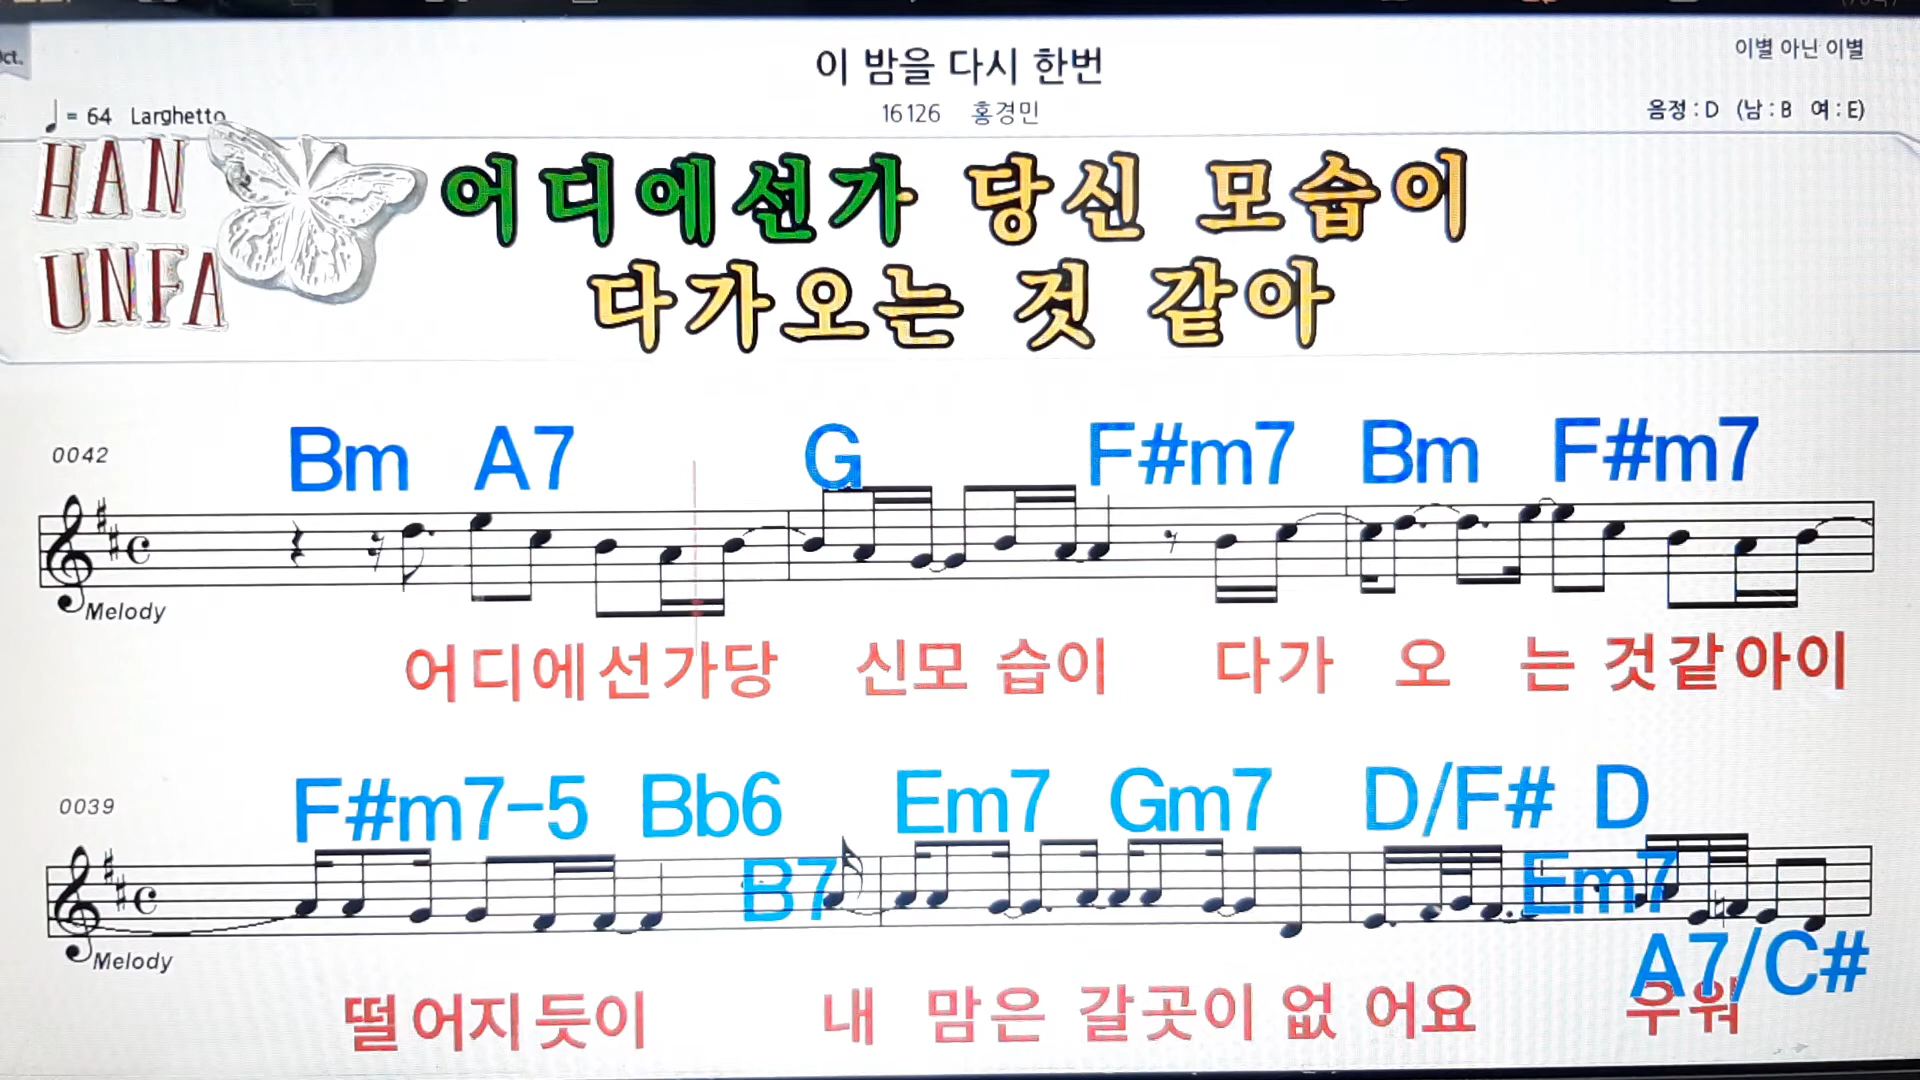 이 밤을 다시 한번
이별 아닌 이별
= 64 Larghetto
16126 홍경민
음정 : D (남 : B 여 : E)
HAN
UNFA
어디에선가 당신 모습이
다가오는 것 같아
0042
Bm A7 G F#m7 Bm F#m7
Melody
어디에선가당 신모 습이 다가 오 는 것같아이
0039
F#m7-5 Bb6 Em7 Gm7 D/F# D
B7 Em7
A7/C#
Melody
떨어지듯이 내 맘은 갈곳이 없 어요 우워